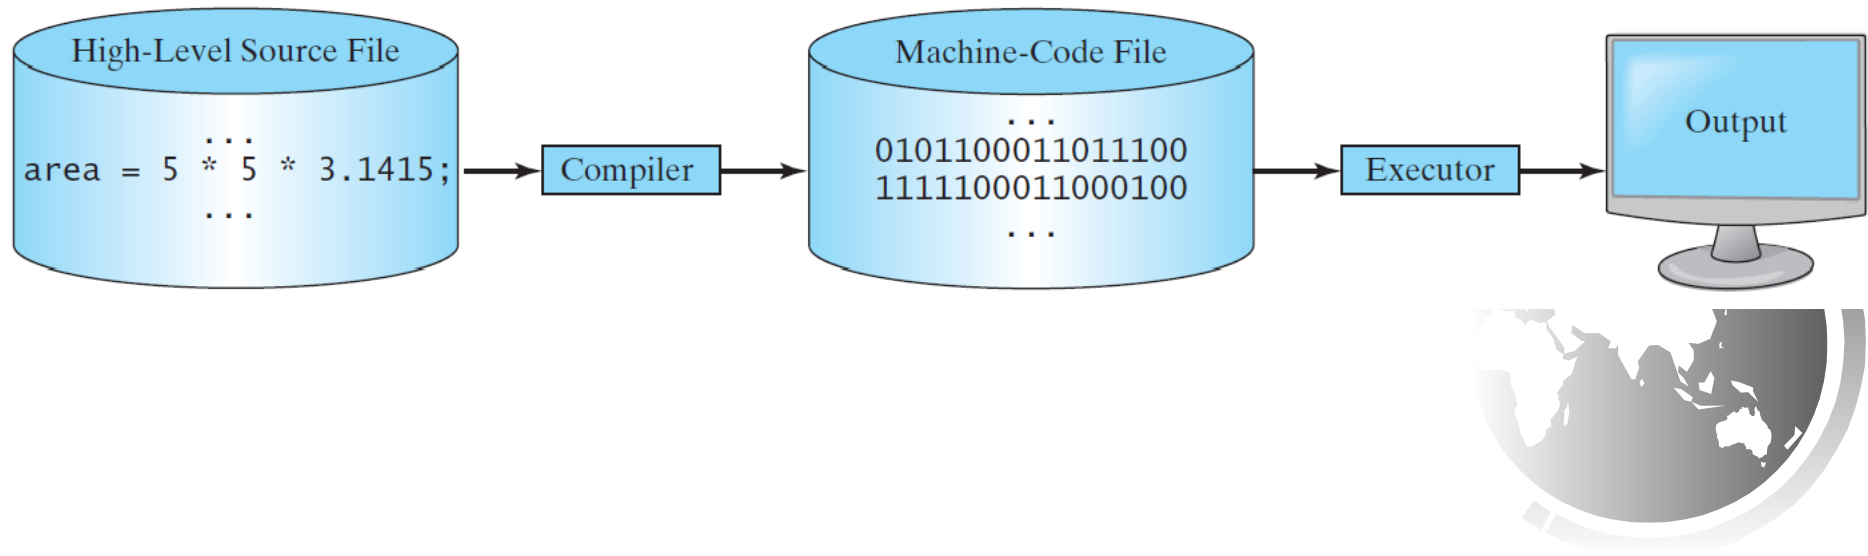 High-Level Source File
...
area = 5 * 5 * 3.1415;
...
Compiler
Machine-Code File
...
0101100011011100
1111100011000100
...
Executor
Output